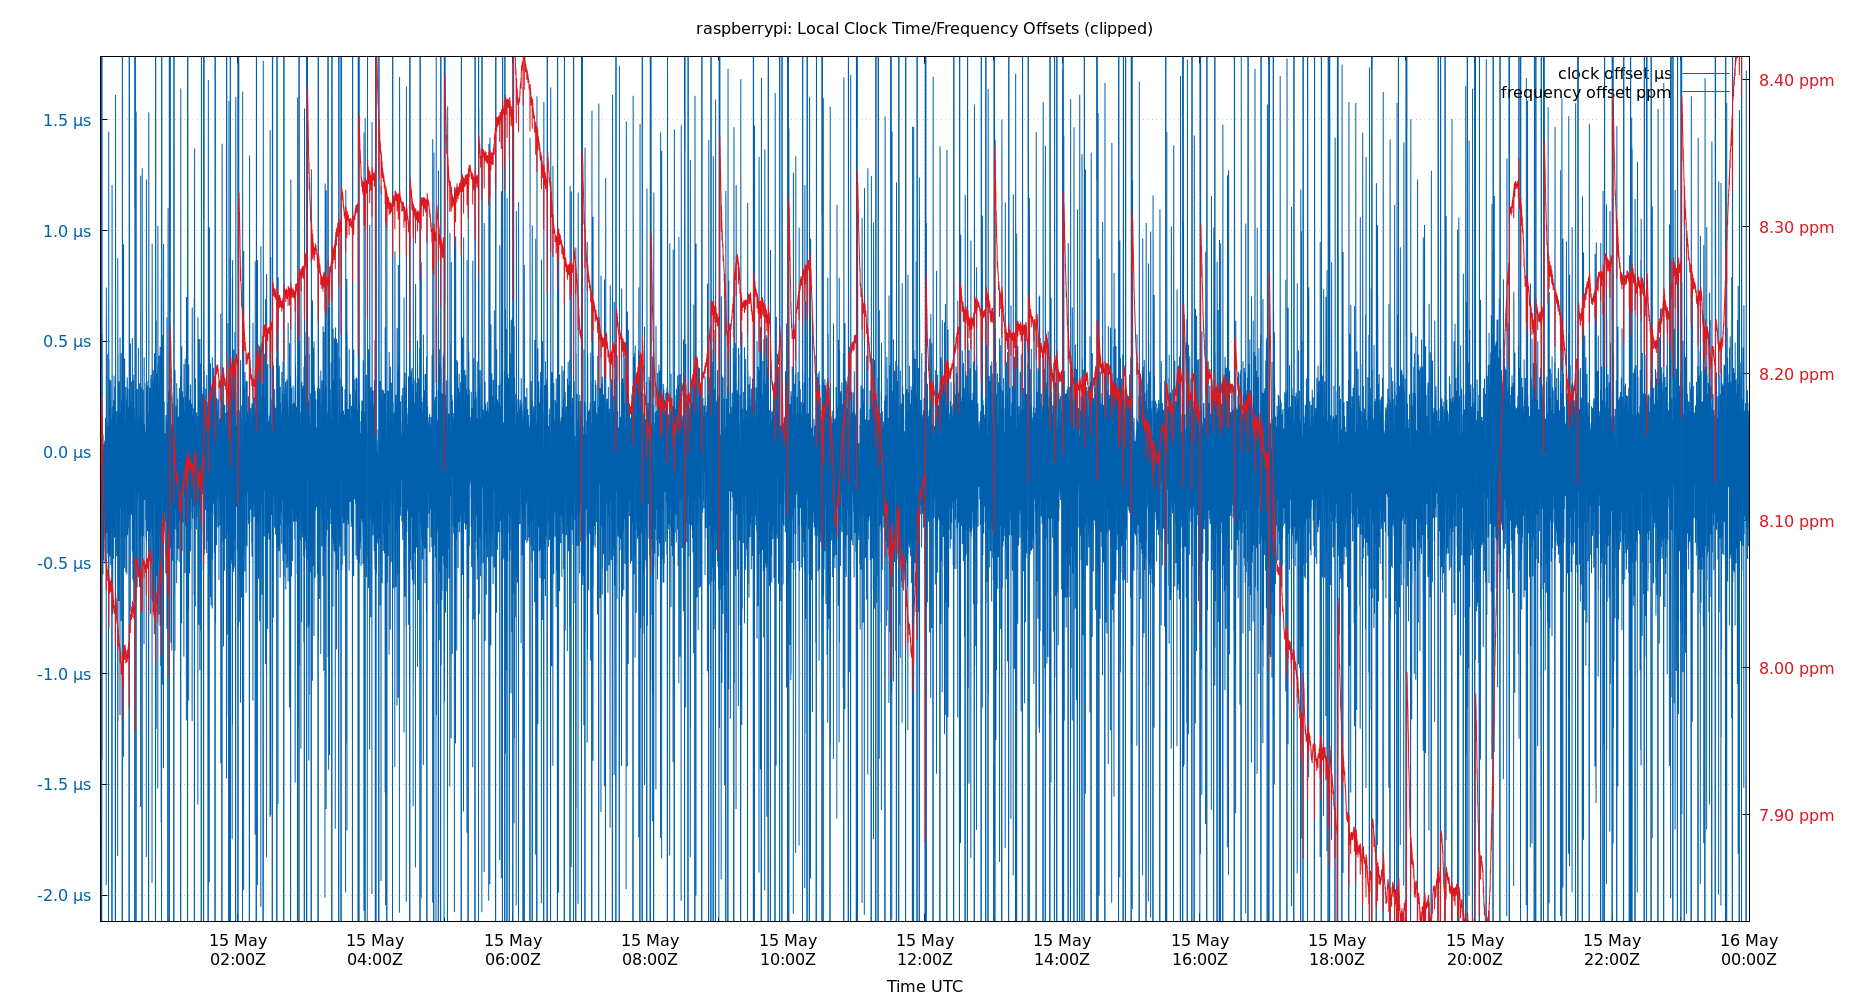 raspberrypi: Local Clock Time/Frequency Offsets (clipped)
clock offset µs
frequency offset ppm
1.5 µs
1.0 µs
0.5 µs
0.0 µs
-0.5 µs
-1.0 µs
-1.5 µs
-2.0 µs
8.40 ppm
8.30 ppm
8.20 ppm
8.10 ppm
8.00 ppm
7.90 ppm
15 May 15 May 15 May 15 May 15 May 15 May 15 May 15 May 15 May 15 May 15 May 16 May
02:00Z 04:00Z 06:00Z 08:00Z 10:00Z 12:00Z 14:00Z 16:00Z 18:00Z 20:00Z 22:00Z 00:00Z
Time UTC